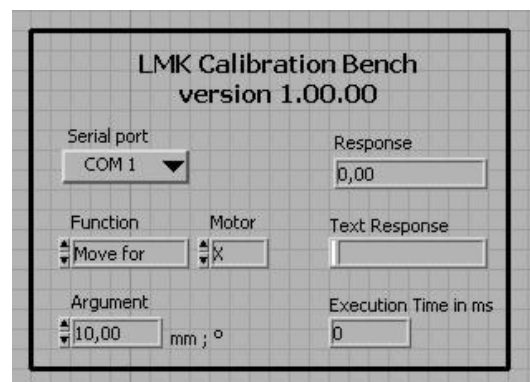 LMK Calibration Bench
version 1.00.00
Serial port
COM 1
Response
0,00
Function
Motor
Text Response
Move for
X
Argument
Execution Time in ms
10,00
mm ; º
0